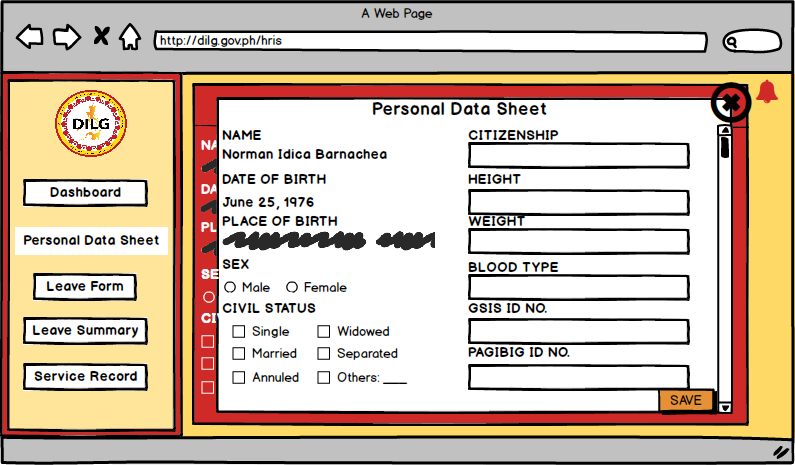 A Web Page
http://dilg.gov.ph/hris
DILG
Dashboard
Personal Data Sheet
Leave Form
Leave Summary
Service Record
Personal Data Sheet
NAME
Norman Idica Barnachea
DATE OF BIRTH
June 25, 1976
PLACE OF BIRTH
SEX
Male Female
CIVIL STATUS
Single Widowed
Married Separated
Annuled Others: ___
CITIZENSHIP
HEIGHT
WEIGHT
BLOOD TYPE
GSIS ID NO.
PAGIBIG ID NO.
SAVE
NA
DA
PL
SE
CI